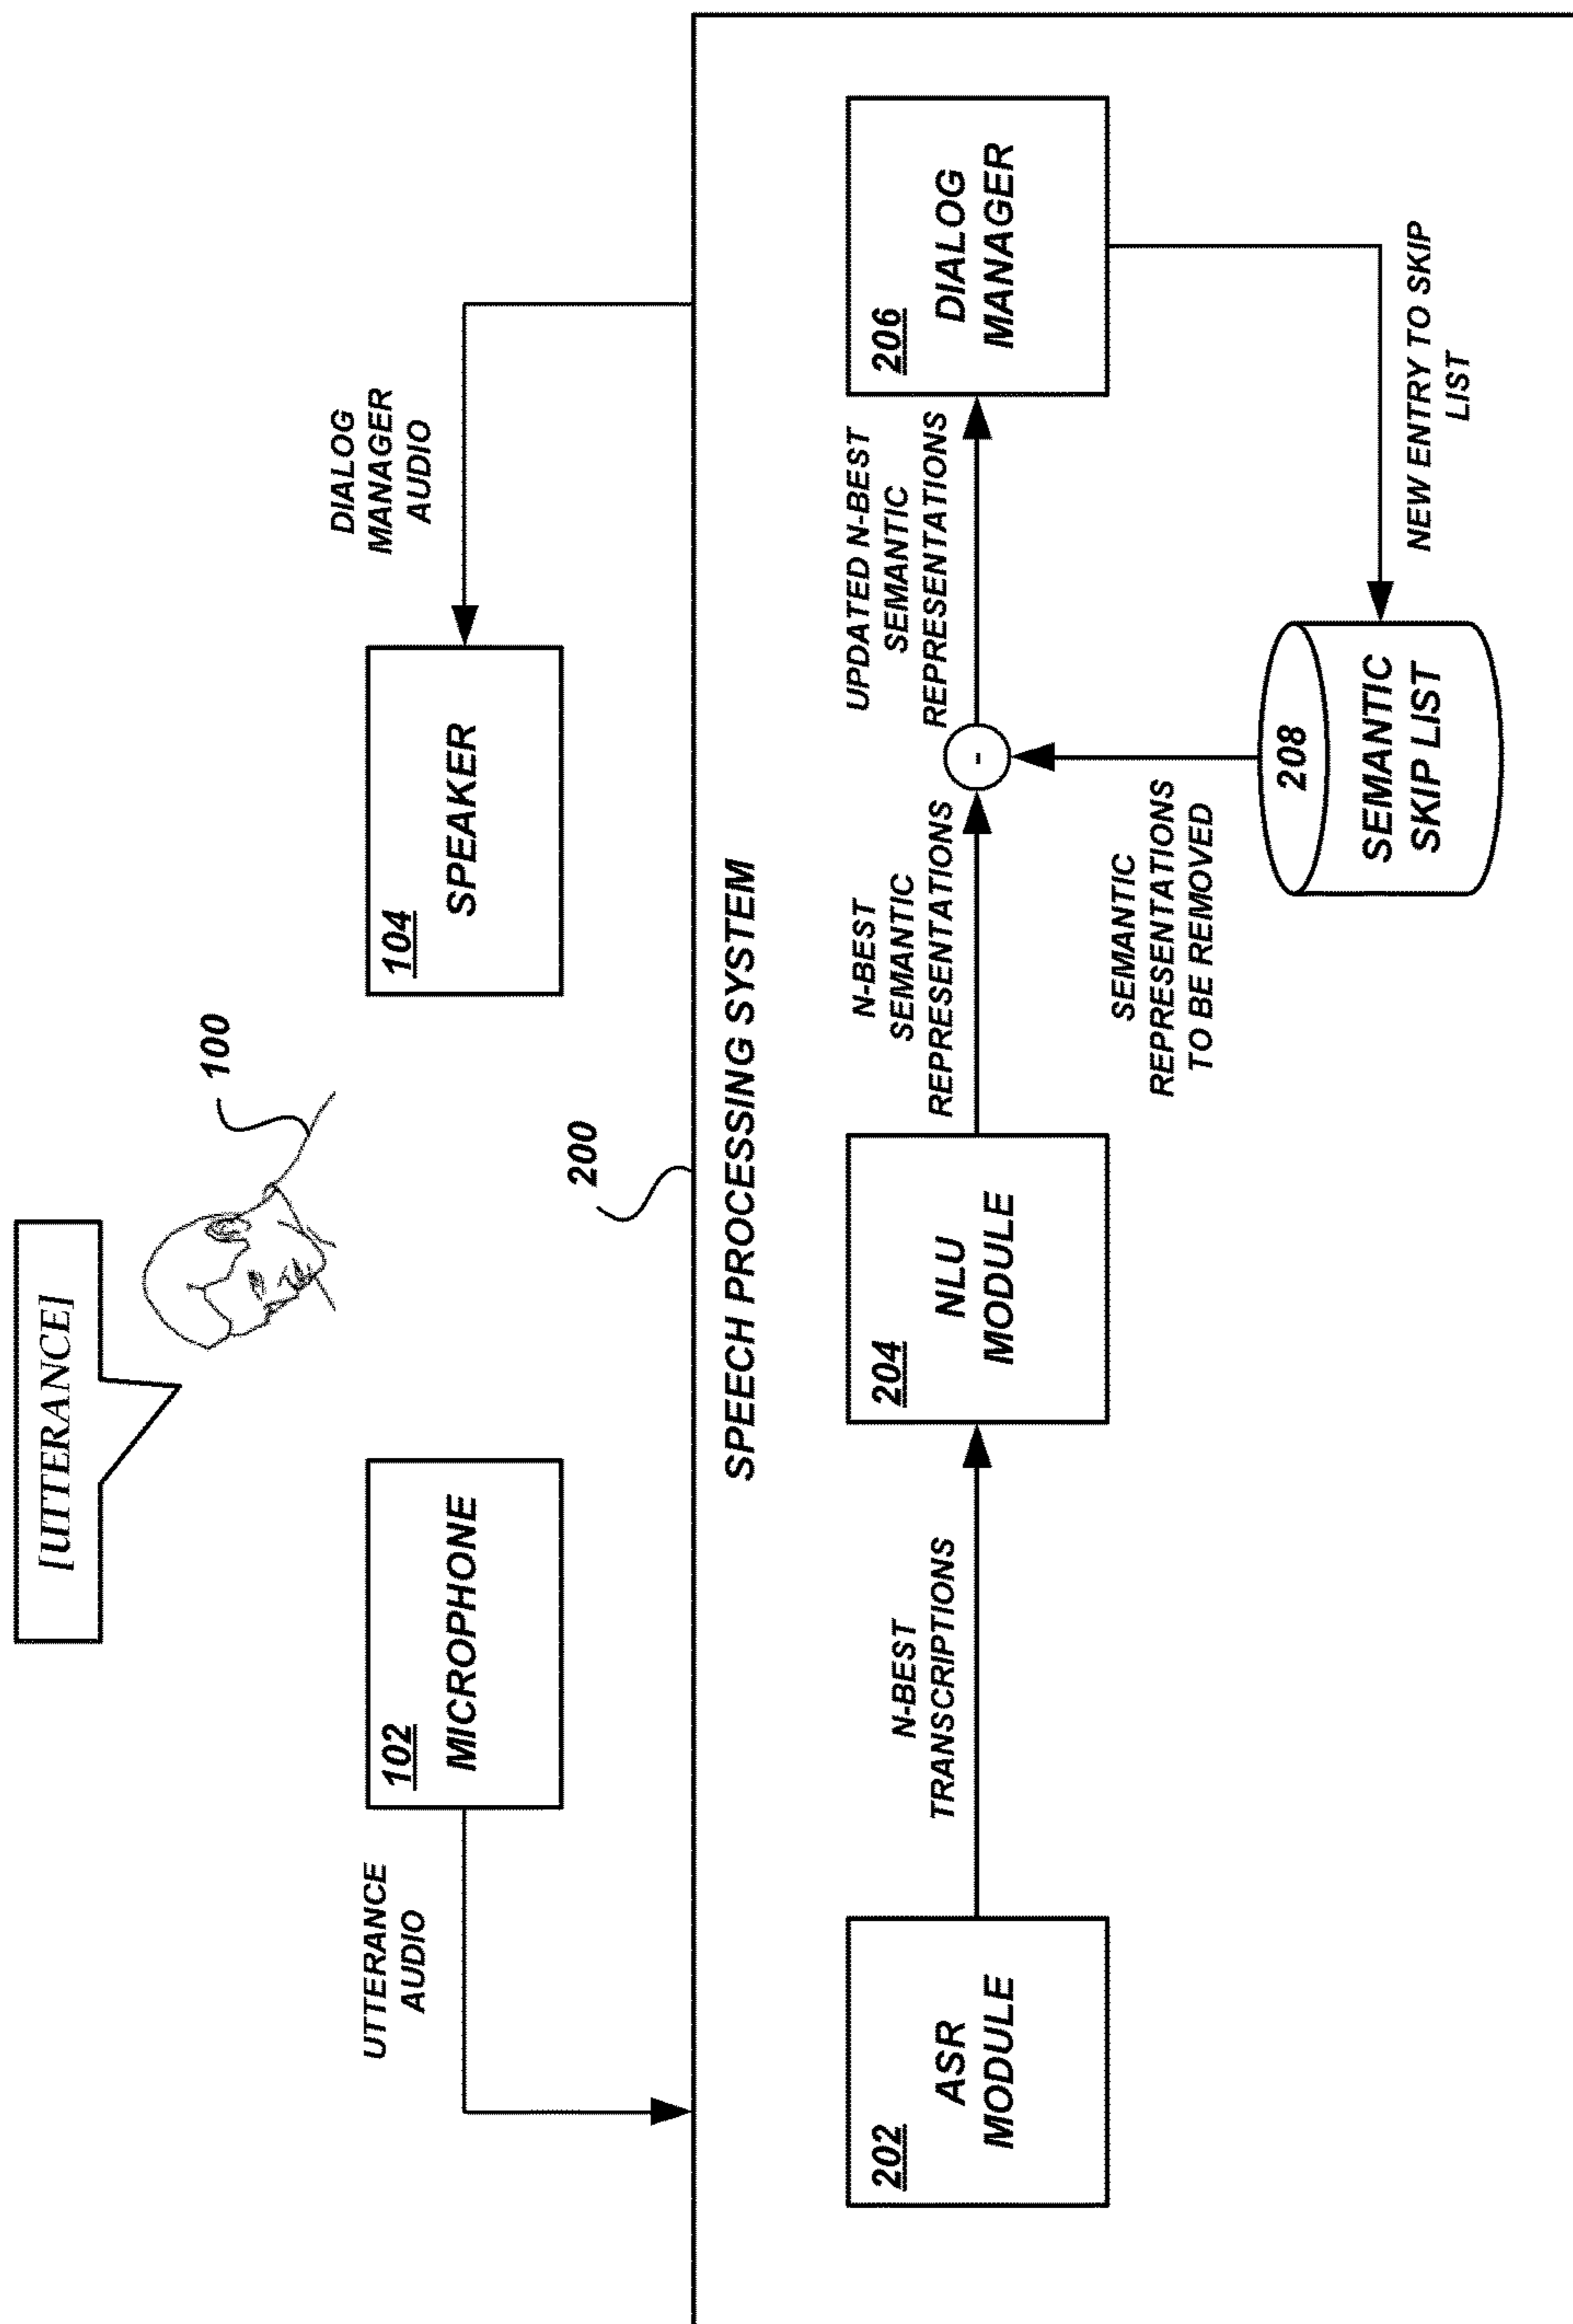 [UTTERANCE]
100
UTTERANCE
AUDIO
102
MICROPHONE
104
SPEAKER
DIALOG
MANAGER
AUDIO
200
SPEECH PROCESSING SYSTEM
202
ASR
MODULE
N-BEST
TRANSCRIPTIONS
204
NLU
MODULE
N-BEST
SEMANTIC
REPRESENTATIONS
-
UPDATED N-BEST
SEMANTIC
REPRESENTATIONS
206
DIALOG
MANAGER
SEMANTIC
REPRESENTATIONS
TO BE REMOVED
208
SEMANTIC
SKIP LIST
NEW ENTRY TO SKIP
LIST